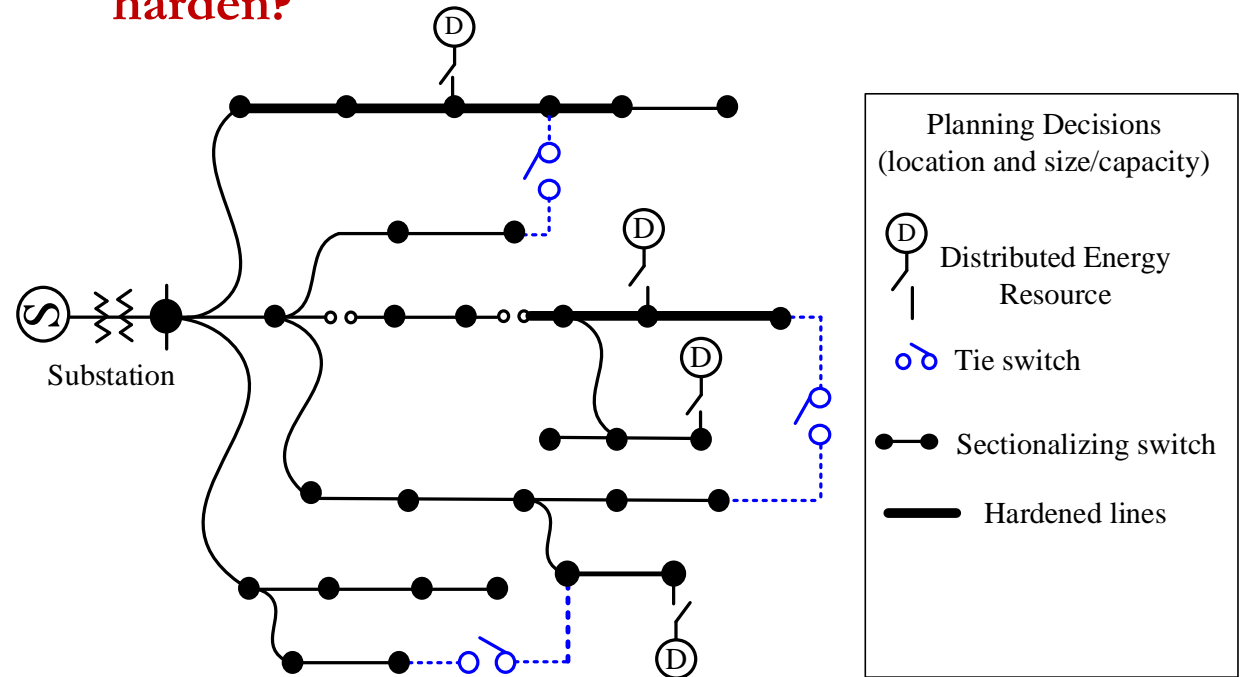 harden?
D
D
D
D
S
Substation
Planning Decisions
(location and size/capacity)
D
Distributed Energy
Resource
Tie switch
Sectionalizing switch
Hardened lines